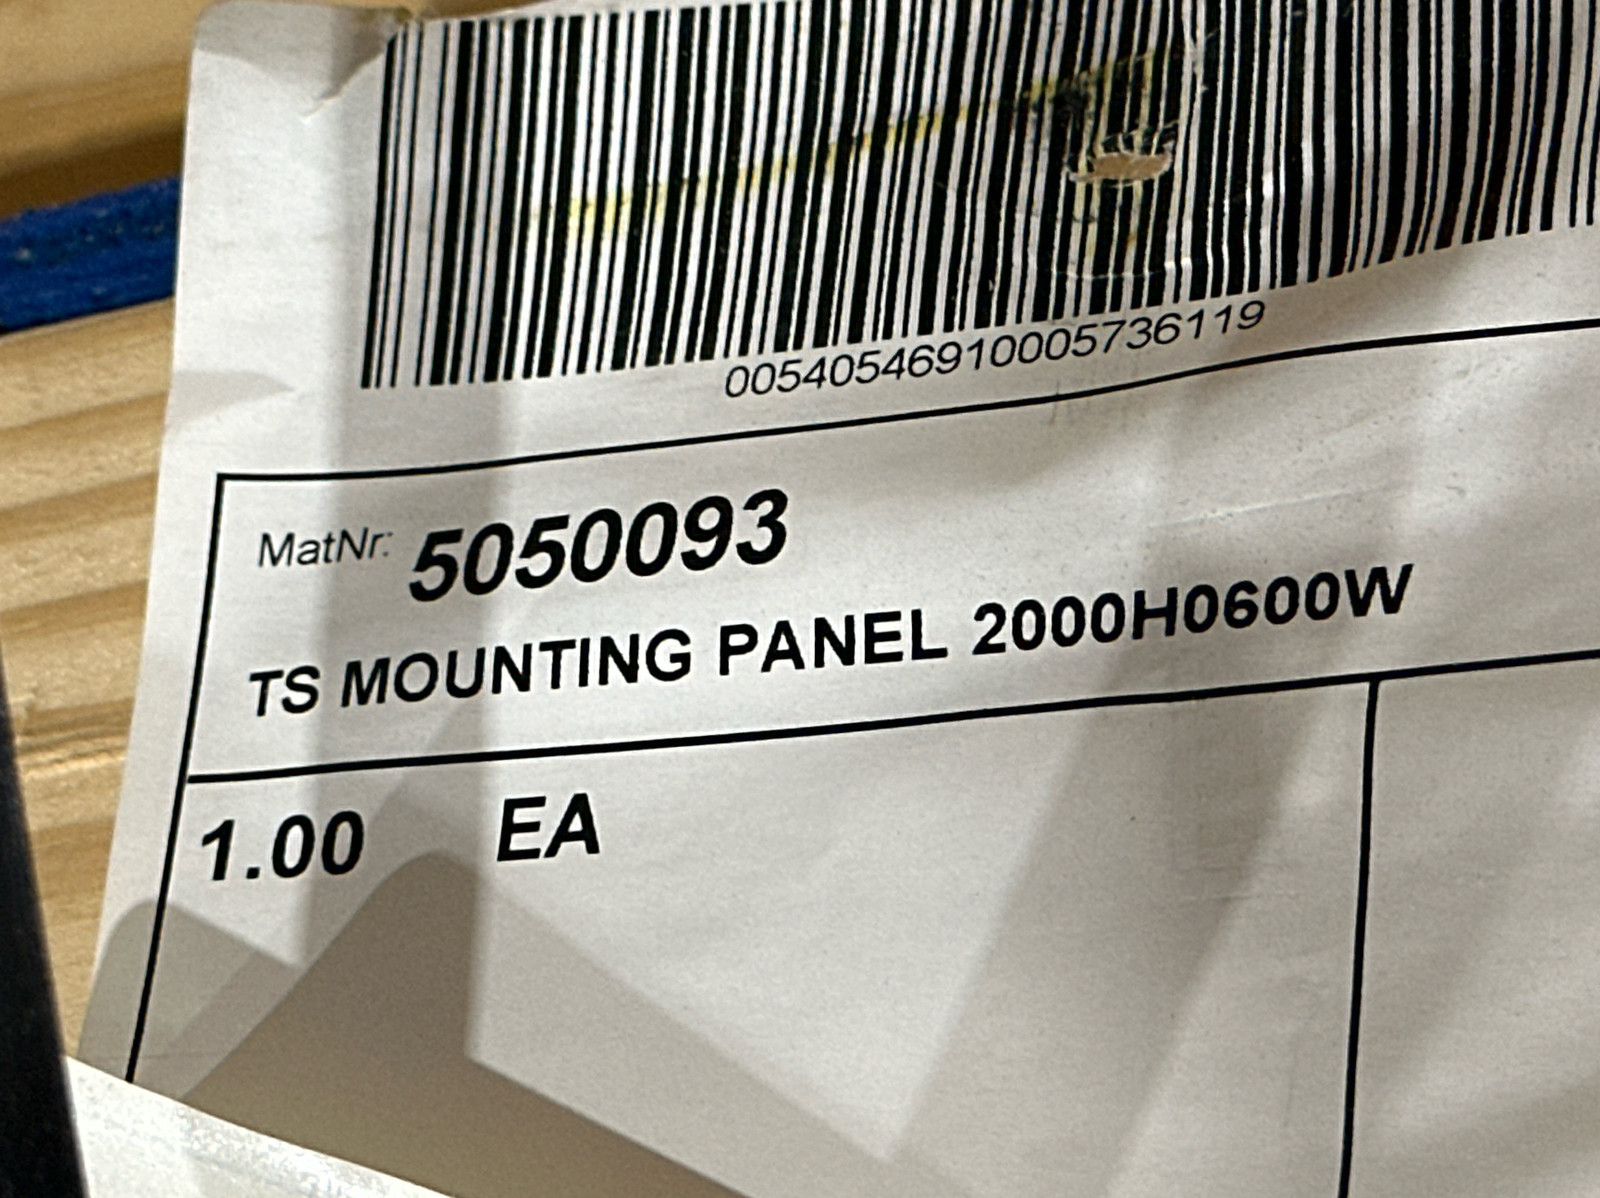 00540546910005736119
MatNr: 5050093
TS MOUNTING PANEL 2000H0600W
1.00 EA